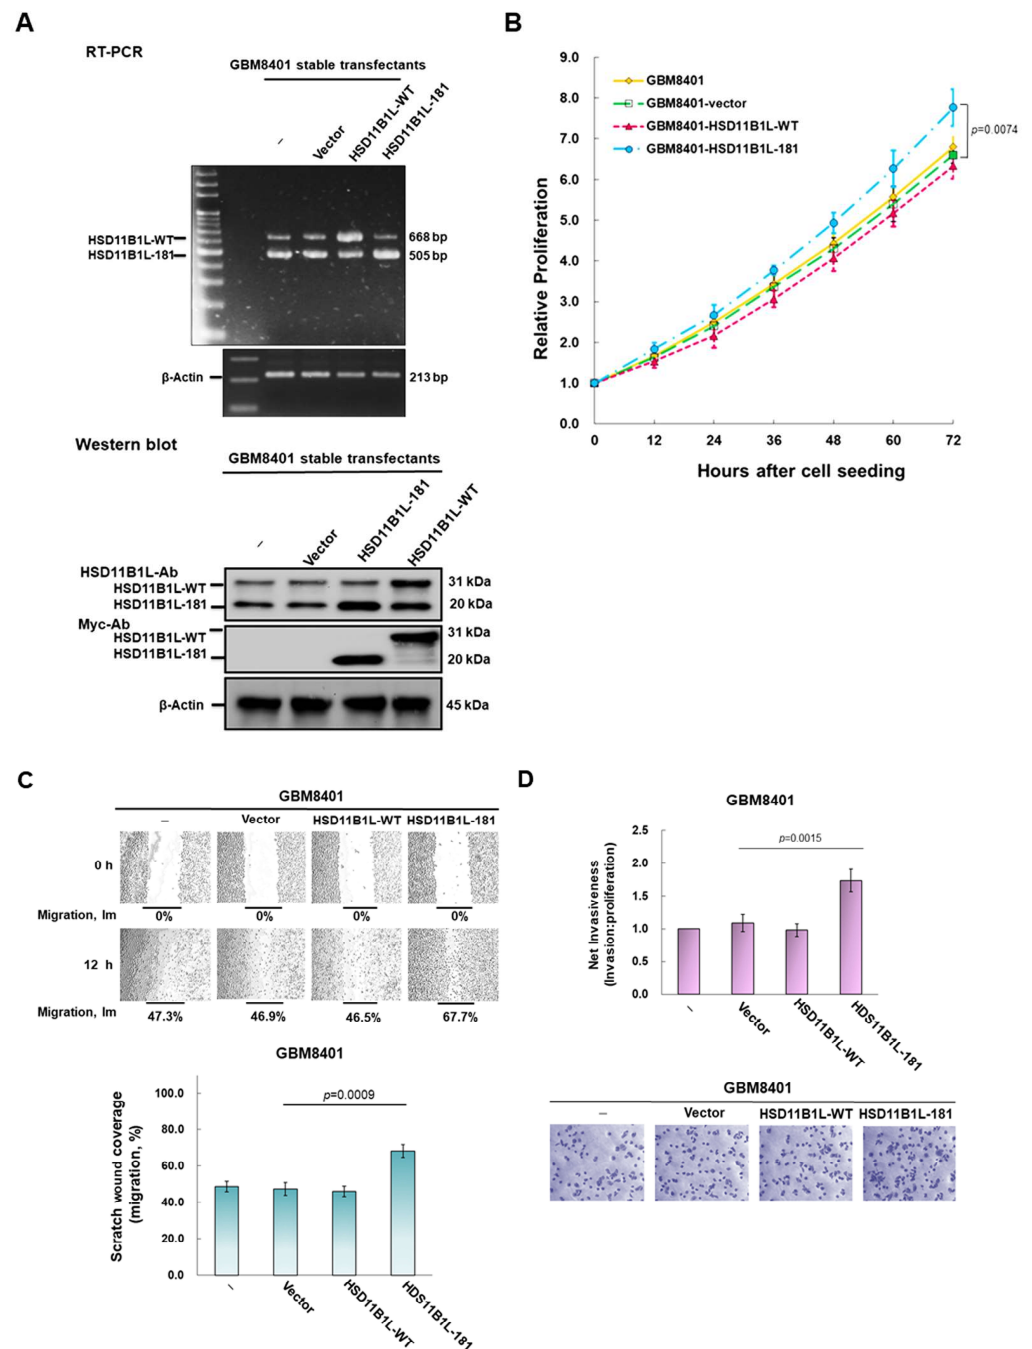 A
RT-PCR
GBM8401 stable transfectants
–
Vector
HSD11B1L-WT
HSD11B1L-181
HSD11B1L-WT
668 bp
HSD11B1L-181
505 bp
β-Actin
213 bp
Western blot
GBM8401 stable transfectants
–
Vector
HSD11B1L-181
HSD11B1L-WT
HSD11B1L-Ab
HSD11B1L-WT
31 kDa
HSD11B1L-181
20 kDa
Myc-Ab
HSD11B1L-WT
31 kDa
HSD11B1L-181
20 kDa
β-Actin
45 kDa
B
9.0
8.0
7.0
6.0
5.0
4.0
3.0
2.0
1.0
0.0
Relative Proliferation
GBM8401
GBM8401-vector
GBM8401-HSD11B1L-WT
GBM8401-HSD11B1L-181
p=0.0074
0 12 24 36 48 60 72
Hours after cell seeding
C
GBM8401
– Vector HSD11B1L-WT HSD11B1L-181
0 h
Migration, Im 0% 0% 0% 0%
12 h
Migration, Im 47.3% 46.9% 46.5% 67.7%
GBM8401
Scratch wound coverage
(migration, %)
100.0
80.0
60.0
40.0
20.0
0.0
p=0.0009
–
Vector
HSD11B1L-WT
HDS11B1L-181
D
GBM8401
Net Invasiveness
(Invasion:proliferation)
2.5
2.0
1.5
1.0
0.5
0.0
p=0.0015
–
Vector
HSD11B1L-WT
HDS11B1L-181
GBM8401
– Vector HSD11B1L-WT HSD11B1L-181